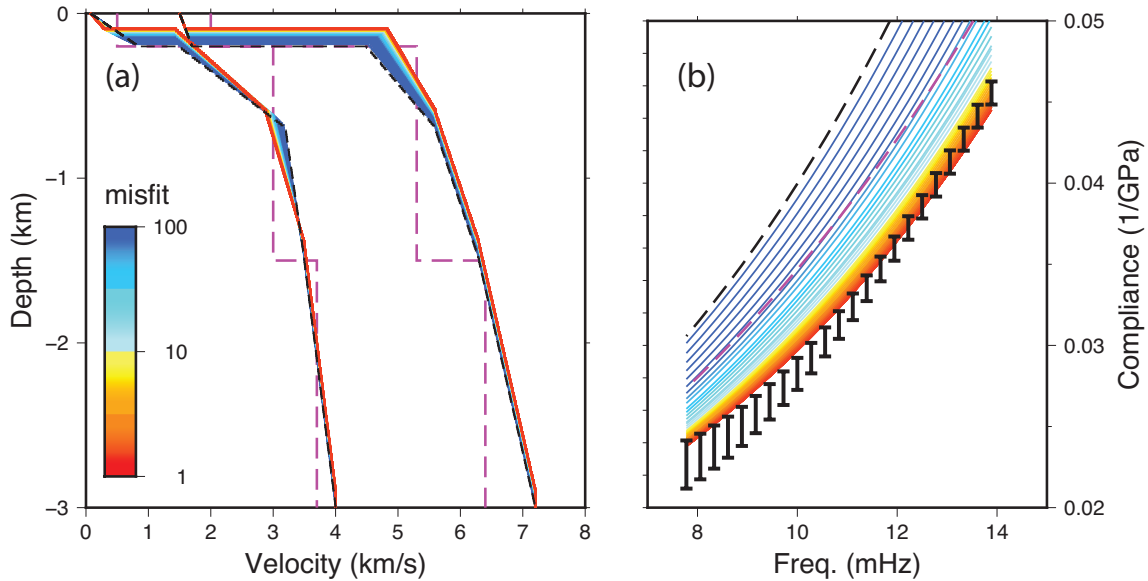 (a)
(b)
0
-1
-2
-3
Depth (km)
misfit
100
10
1
0 1 2 3 4 5 6 7 8
Velocity (km/s)
0.05
0.04
0.03
0.02
Compliance (1/GPa)
8 10 12 14
Freq. (mHz)